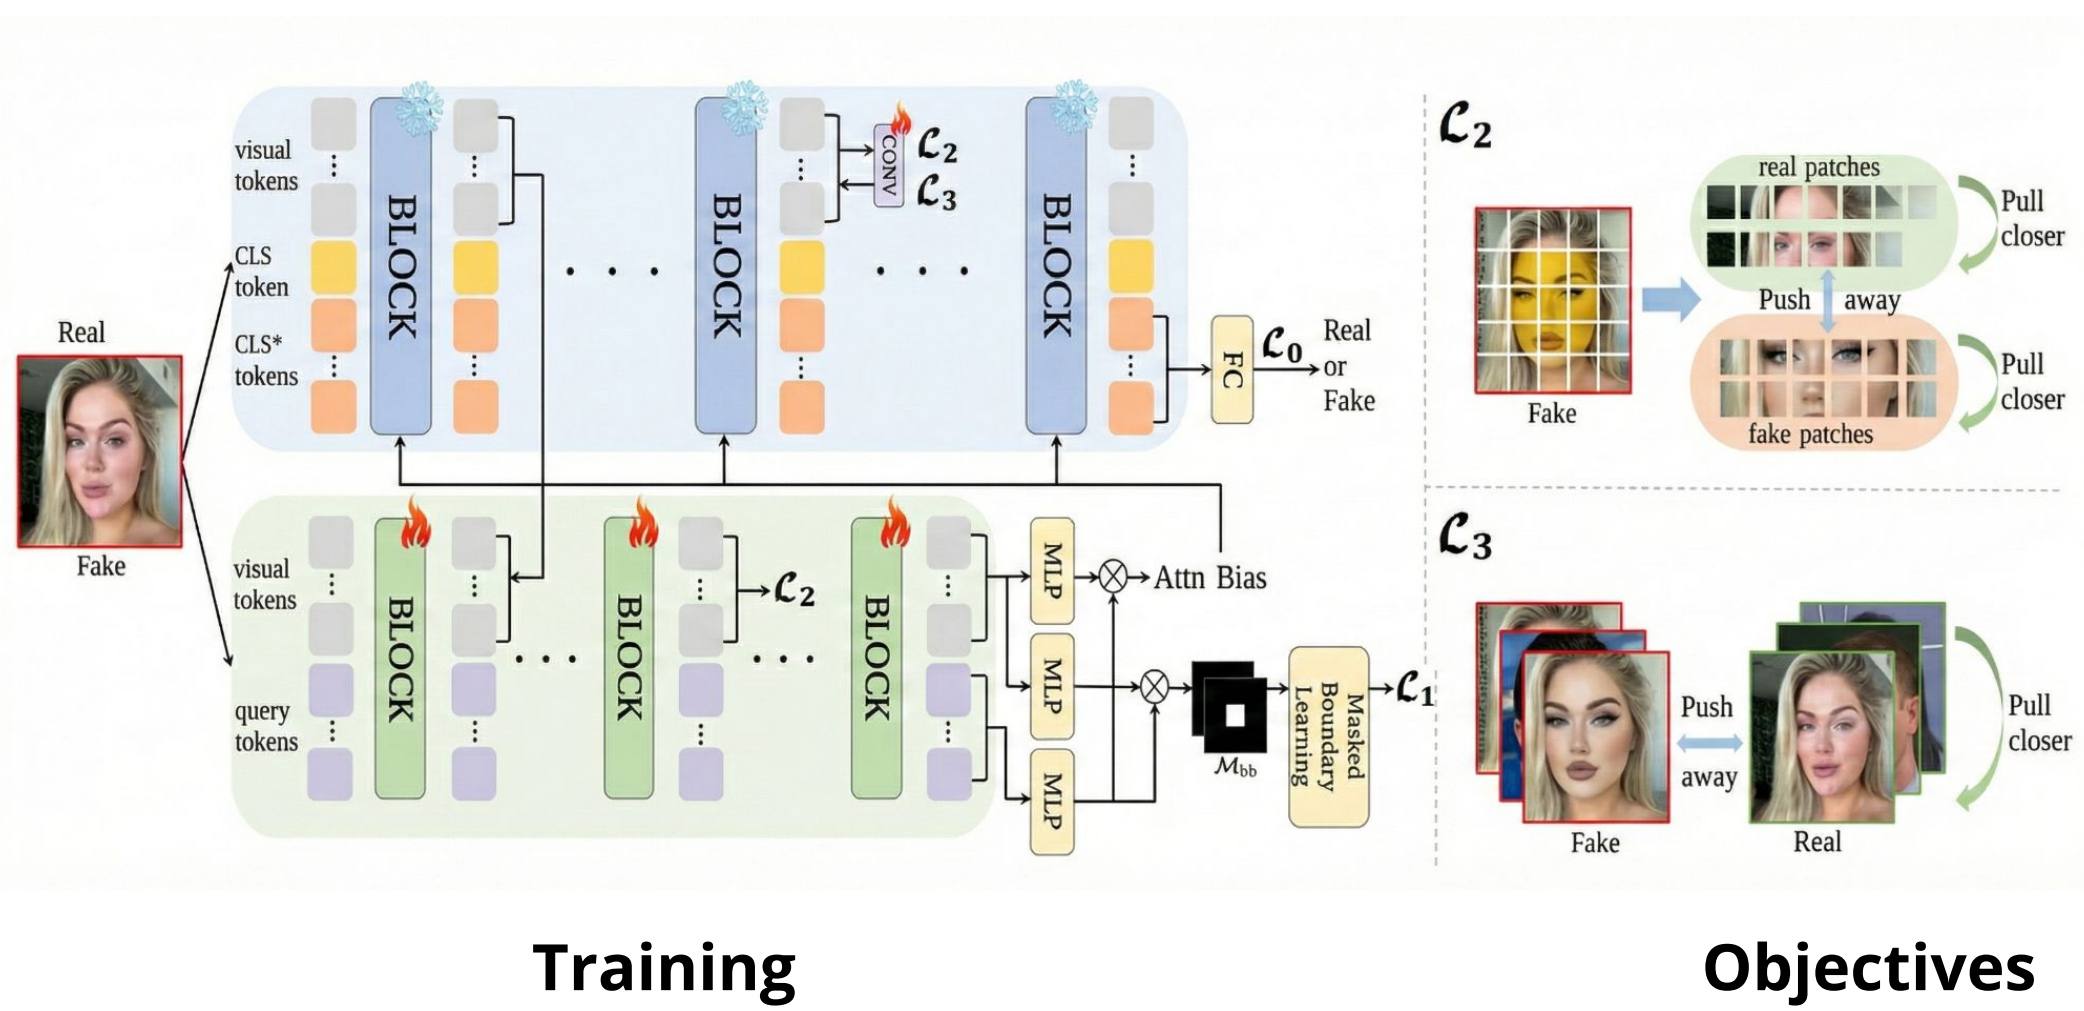 Real
Fake
visual
tokens
CLS
token
CLS*
tokens
BLOCK
BLOCK
CONV
ℒ2
ℒ3
BLOCK
FC
ℒ0
Real
or
Fake
visual
tokens
query
tokens
BLOCK
BLOCK
ℒ2
BLOCK
MLP
MLP
MLP
Attn Bias
ℳbb
Masked
Boundary
Learning
ℒ1
Training
ℒ2
Fake
real patches
Pull
closer
Push away
fake patches
Pull
closer
ℒ3
Fake
Push
away
Real
Pull
closer
Objectives